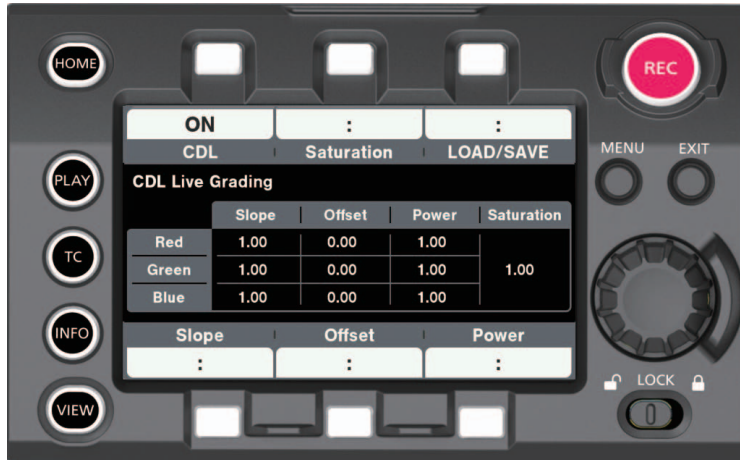 HOME
REC
ON : :
CDL Saturation LOAD/SAVE
MENU EXIT
PLAY
CDL Live Grading
Slope Offset Power Saturation
Red 1.00 0.00 1.00
TC
Green 1.00 0.00 1.00 1.00
Blue 1.00 0.00 1.00
INFO
Slope Offset Power
: : :
LOCK
VIEW
0